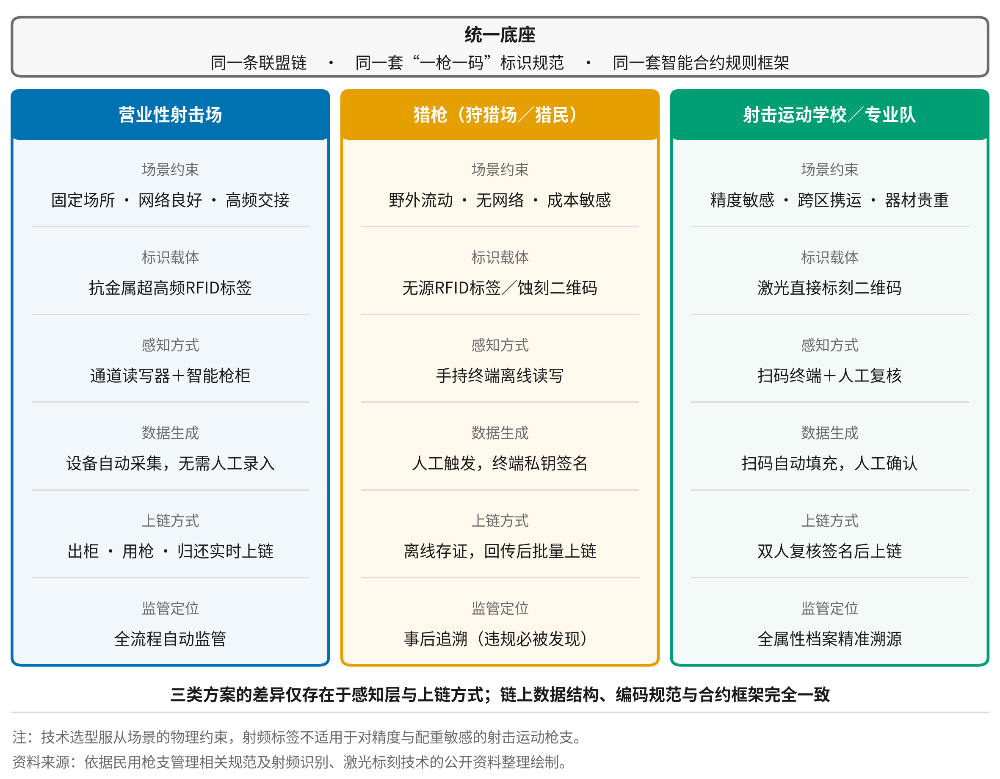 统一底座
同一条联盟链 · 同一套“一枪一码”标识规范 · 同一套智能合约规则框架
营业性射击场
场景约束
固定场所 · 网络良好 · 高频交接
标识载体
抗金属超高频RFID标签
感知方式
通道读写器＋智能枪柜
数据生成
设备自动采集，无需人工录入
上链方式
出柜 · 用枪 · 归还实时上链
监管定位
全流程自动监管
猎枪（狩猎场／猎民）
场景约束
野外流动 · 无网络 · 成本敏感
标识载体
无源RFID标签／蚀刻二维码
感知方式
手持终端离线读写
数据生成
人工触发，终端私钥签名
上链方式
离线存证，回传后批量上链
监管定位
事后追溯（违规必被发现）
射击运动学校／专业队
场景约束
精度敏感 · 跨区携运 · 器材贵重
标识载体
激光直接标刻二维码
感知方式
扫码终端＋人工复核
数据生成
扫码自动填充，人工确认
上链方式
双人复核签名后上链
监管定位
全属性档案精准溯源
三类方案的差异仅存在于感知层与上链方式；链上数据结构、编码规范与合约框架完全一致
注：技术选型服从场景的物理约束，射频标签不适用于对精度与配重敏感的射击运动枪支。
资料来源：依据民用枪支管理相关规范及射频识别、激光标刻技术的公开资料整理绘制。